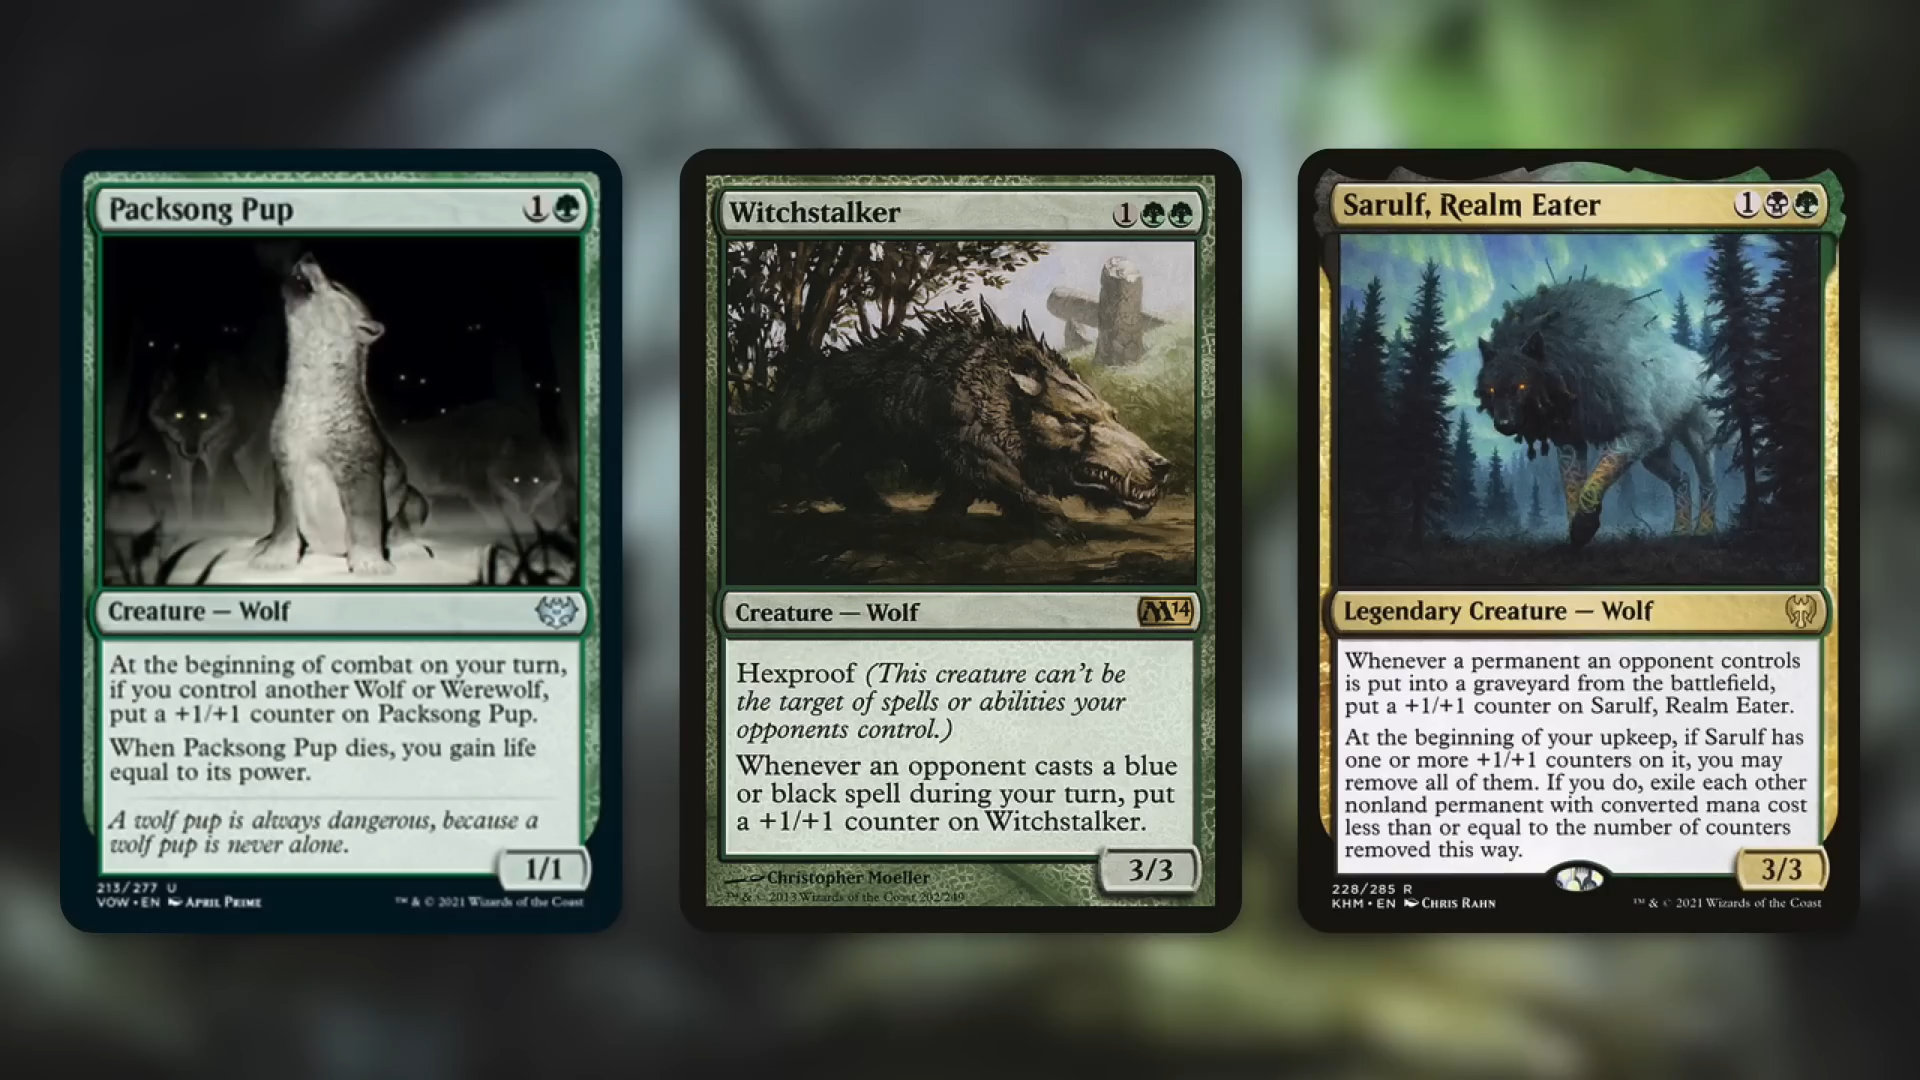 Packsong Pup 1
Creature — Wolf
At the beginning of combat on your turn,
if you control another Wolf or Werewolf,
put a +1/+1 counter on Packsong Pup.
When Packsong Pup dies, you gain life
equal to its power.
A wolf pup is always dangerous, because a
wolf pup is never alone.
1/1
213/277 U
VOW • EN April Prime
™ & © 2021 Wizards of the Coast
Witchstalker 1
Creature — Wolf M14
Hexproof (This creature can't be
the target of spells or abilities your
opponents control.)
Whenever an opponent casts a blue
or black spell during your turn, put
a +1/+1 counter on Witchstalker.
3/3
Christopher Moeller
™ & © 2013 Wizards of the Coast 202/249
Sarulf, Realm Eater 1
Legendary Creature — Wolf
Whenever a permanent an opponent controls
is put into a graveyard from the battlefield,
put a +1/+1 counter on Sarulf, Realm Eater.
At the beginning of your upkeep, if Sarulf has
one or more +1/+1 counters on it, you may
remove all of them. If you do, exile each other
nonland permanent with converted mana cost
less than or equal to the number of counters
removed this way.
3/3
228/285 R
KHM • EN Chris Rahn
™ & © 2021 Wizards of the Coast